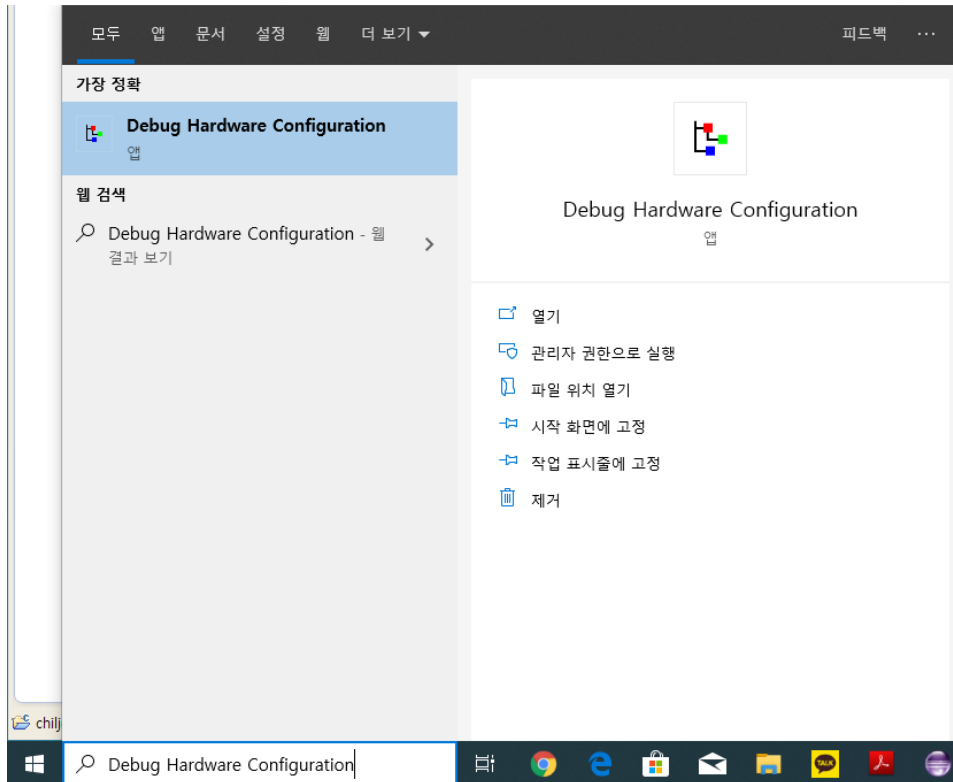 모두 앱 문서 설정 웹 더 보기 피드백 ...
가장 정확
Debug Hardware Configuration
앱
웹 검색
Debug Hardware Configuration - 웹
결과 보기
Debug Hardware Configuration
앱
열기
관리자 권한으로 실행
파일 위치 열기
시작 화면에 고정
작업 표시줄에 고정
제거
chilj
Debug Hardware Configuration
TALK